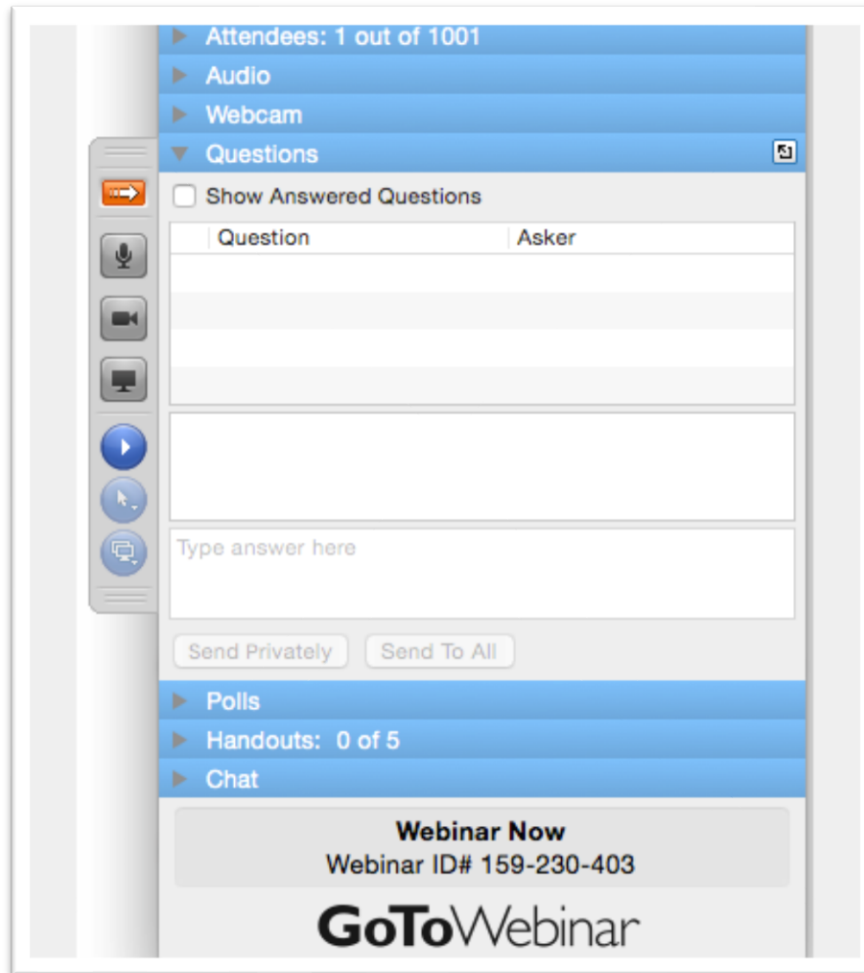 Attendees: 1 out of 1001
Audio
Webcam
Questions
Show Answered Questions
Question Asker
Type answer here
Send Privately Send To All
Polls
Handouts: 0 of 5
Chat
Webinar Now
Webinar ID# 159-230-403
GoToWebinar